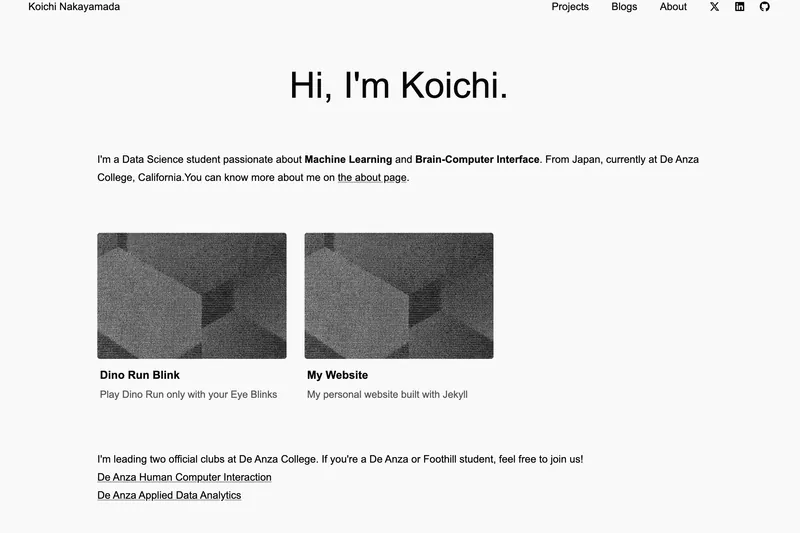 Koichi Nakayamada
Projects Blogs About
Hi, I'm Koichi.
I'm a Data Science student passionate about Machine Learning and Brain-Computer Interface. From Japan, currently at De Anza
College, California.You can know more about me on the about page.
Dino Run Blink
Play Dino Run only with your Eye Blinks
My Website
My personal website built with Jekyll
I'm leading two official clubs at De Anza College. If you're a De Anza or Foothill student, feel free to join us!
De Anza Human Computer Interaction
De Anza Applied Data Analytics